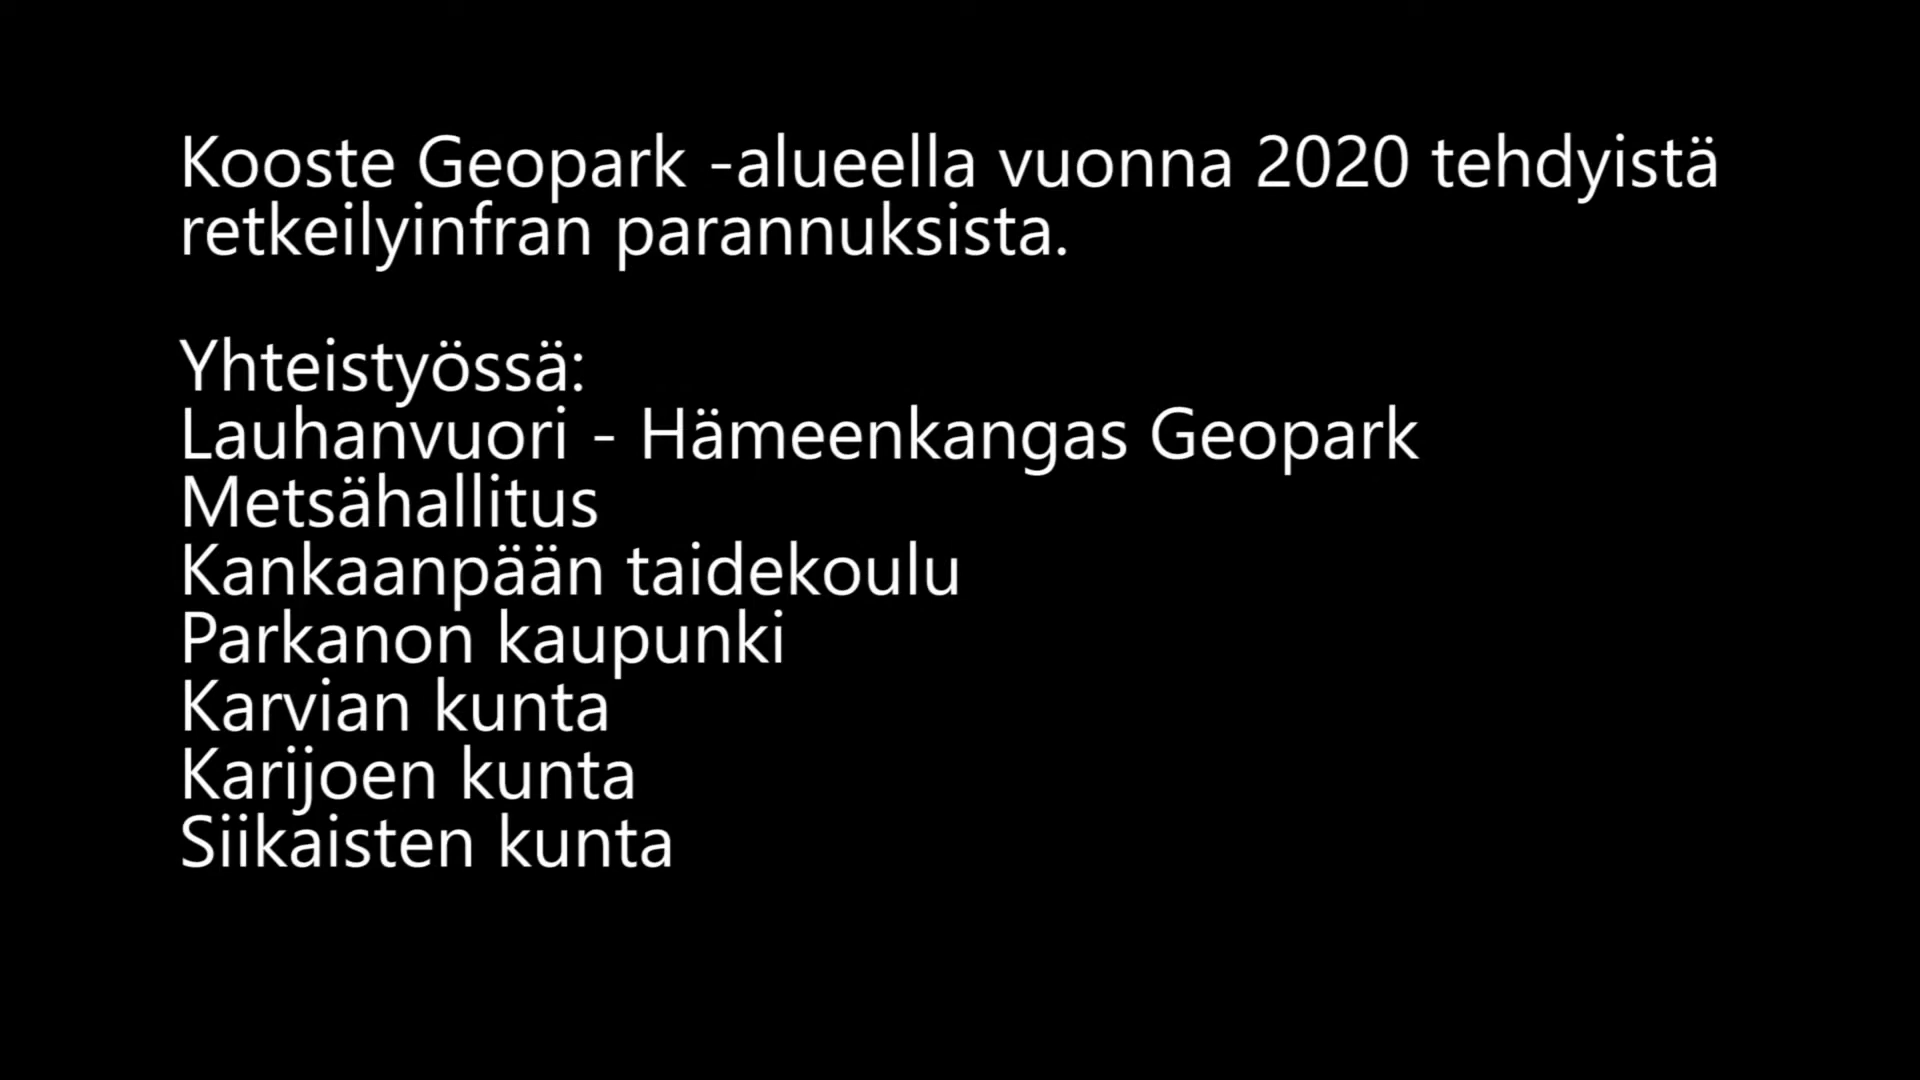 Kooste Geopark -alueella vuonna 2020 tehdyistä
retkeilyinfran parannuksista.
Yhteistyössä:
Lauhanvuori - Hämeenkangas Geopark
Metsähallitus
Kankaanpään taidekoulu
Parkanon kaupunki
Karvian kunta
Karijoen kunta
Siikaisten kunta